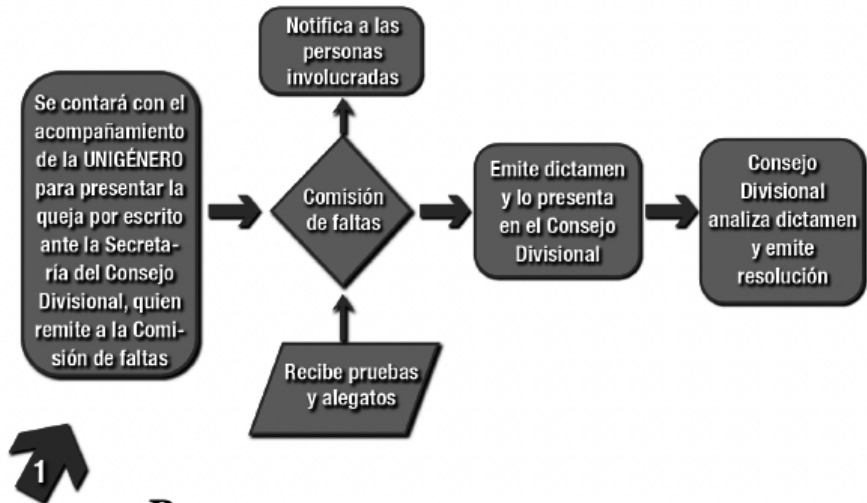 Se contará con el
acompañamiento
de la UNIGÉNERO
para presentar la
queja por escrito
ante la Secreta-
ría del Consejo
Divisional, quien
remite a la Comi-
sión de faltas
Notifica a las
personas
involucradas
Comisión
de faltas
Recibe pruebas
y alegatos
Emite dictamen
y lo presenta
en el Consejo
Divisional
Consejo
Divisional
analiza dictamen
y emite
resolución
1